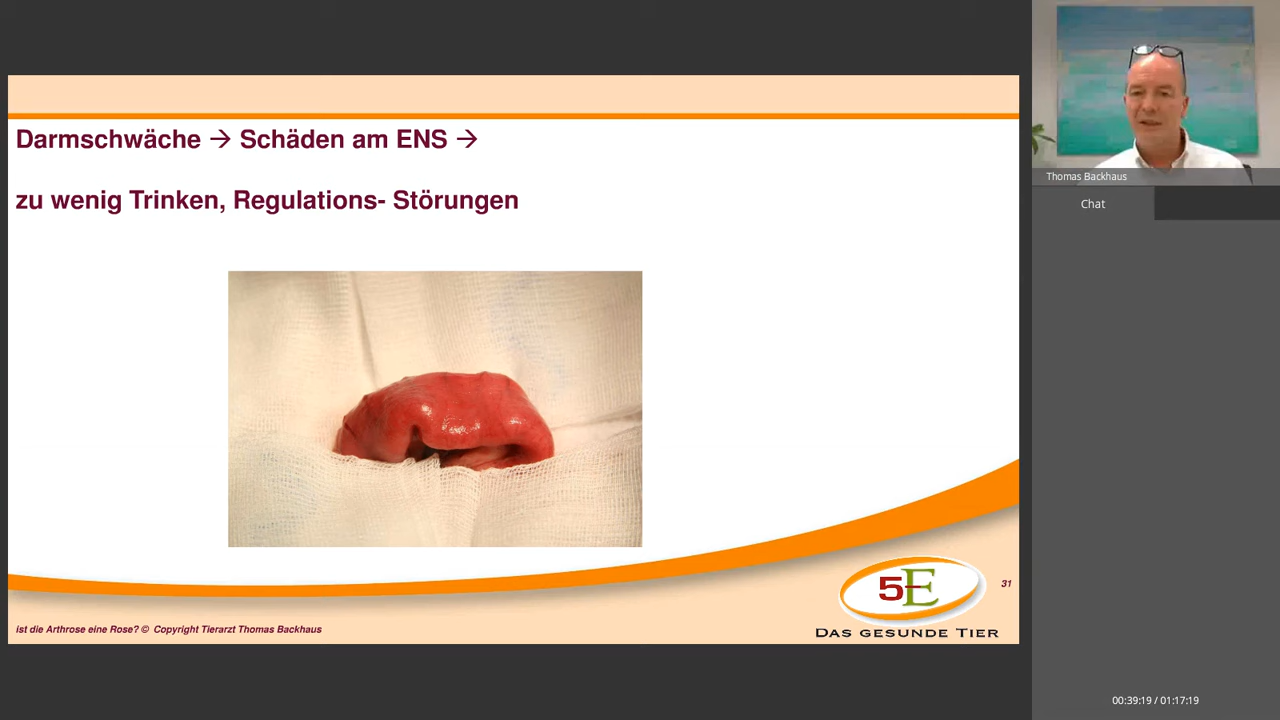 Darmschwäche → Schäden am ENS →
zu wenig Trinken, Regulations- Störungen
5E
31
DAS GESUNDE TIER
ist die Arthrose eine Rose? © Copyright Tierarzt Thomas Backhaus
Thomas Backhaus
Chat
00:39:19 / 01:17:19